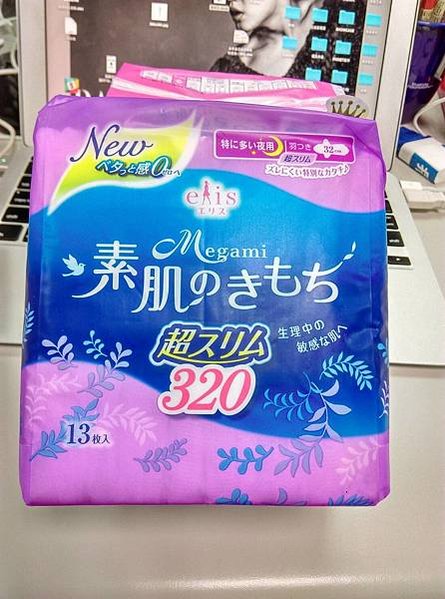 New
ベタっと感0への
特に多い夜用
羽つき
32cm
超スリム
ズレにくい特別なカタチ♪
elis
エリス
Megami
素肌のきもち
超スリム
320
生理中の
敏感な肌へ
13枚入